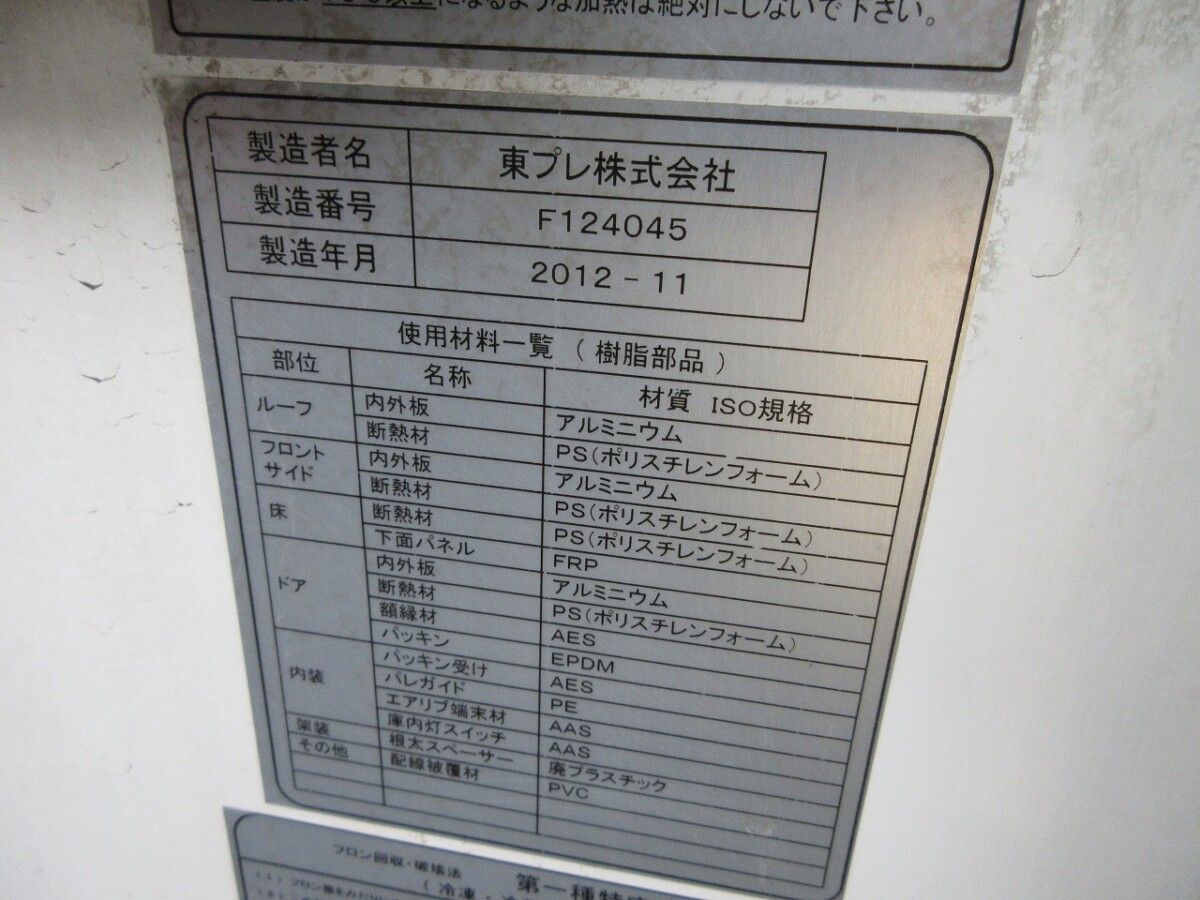 になるような加熱は絶対にしないで下さい。
製造者名 東プレ株式会社
製造番号 F124045
製造年月 2012-11
使用材料一覧 (樹脂部品)
部位 名称 材質 ISO規格
ルーフ 内外板 アルミニウム
断熱材 PS(ポリスチレンフォーム)
フロント サイド 内外板 アルミニウム
断熱材 PS(ポリスチレンフォーム)
床 断熱材 PS(ポリスチレンフォーム)
下面パネル FRP
ドア 内外板 アルミニウム
断熱材 PS(ポリスチレンフォーム)
額縁材 AES
パッキン EPDM
内装 パッキン受け AES
パレガイド PE
エアリブ端末材 AAS
庫内灯スイッチ AAS
架装 根太スペーサー 廃プラスチック
その他 配線被覆材 PVC
フロン回収・破壊法 第一種特定
(冷凍・冷